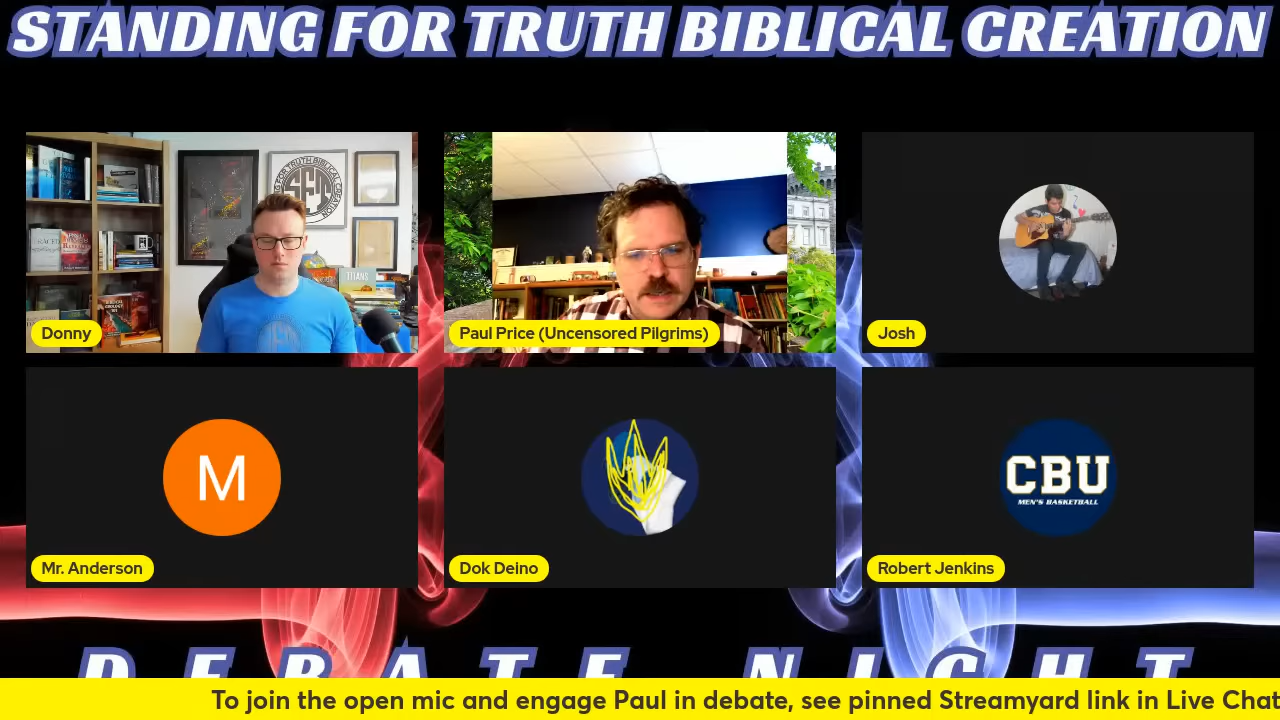 STANDING FOR TRUTH BIBLICAL CREATION
TITANS
Donny
Paul Price (Uncensored Pilgrims)
Josh
M
CBU
MEN'S BASKETBALL
Mr. Anderson
Dok Deino
Robert Jenkins
DEBATE NIGHT
To join the open mic and engage Paul in debate, see pinned Streamyard link in Live Chat